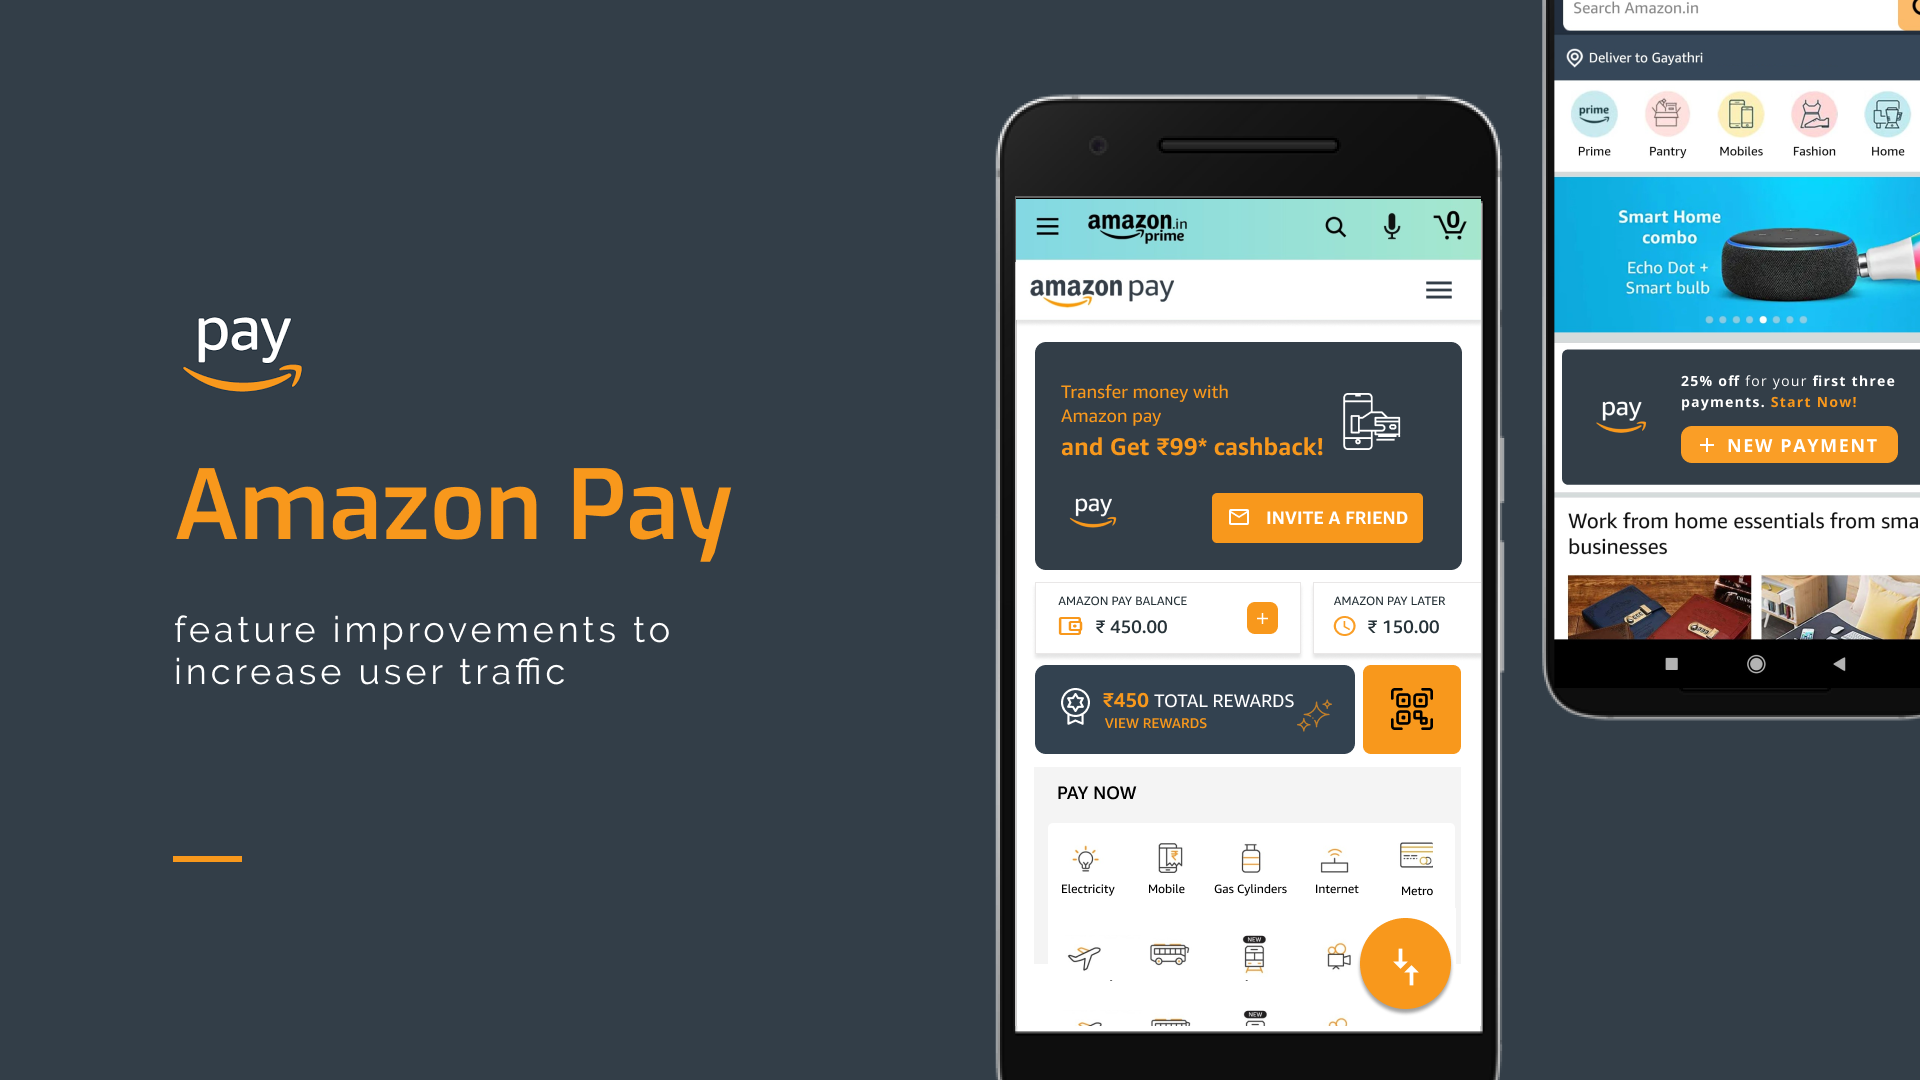 pay
Amazon Pay
feature improvements to
increase user traffic
amazon.in
prime
0
amazon pay
Transfer money with
Amazon pay
and Get ₹99* cashback!
pay
INVITE A FRIEND
AMAZON PAY BALANCE
₹ 450.00
+
AMAZON PAY LATER
₹ 150.00
₹450 TOTAL REWARDS
VIEW REWARDS
PAY NOW
Electricity
Mobile
Gas Cylinders
Internet
Metro
NEW
NEW
Search Amazon.in
Deliver to Gayathri
prime
Prime
Pantry
Mobiles
Fashion
Home
Smart Home
combo
Echo Dot +
Smart bulb
25% off for your first three
payments. Start Now!
pay
+ NEW PAYMENT
Work from home essentials from sma
businesses